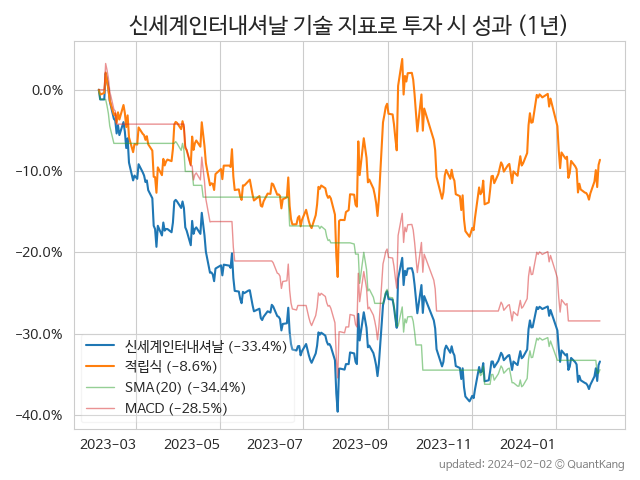 신세계인터내셔날 기술 지표로 투자 시 성과 (1년)
0.0%
−10.0%
−20.0%
−30.0%
−40.0%
신세계인터내셔날 (−33.4%)
적립식 (−8.6%)
SMA(20) (−34.4%)
MACD (−28.5%)
2023−03 2023−05 2023−07 2023−09 2023−11 2024−01
updated: 2024−02−02 © QuantKang